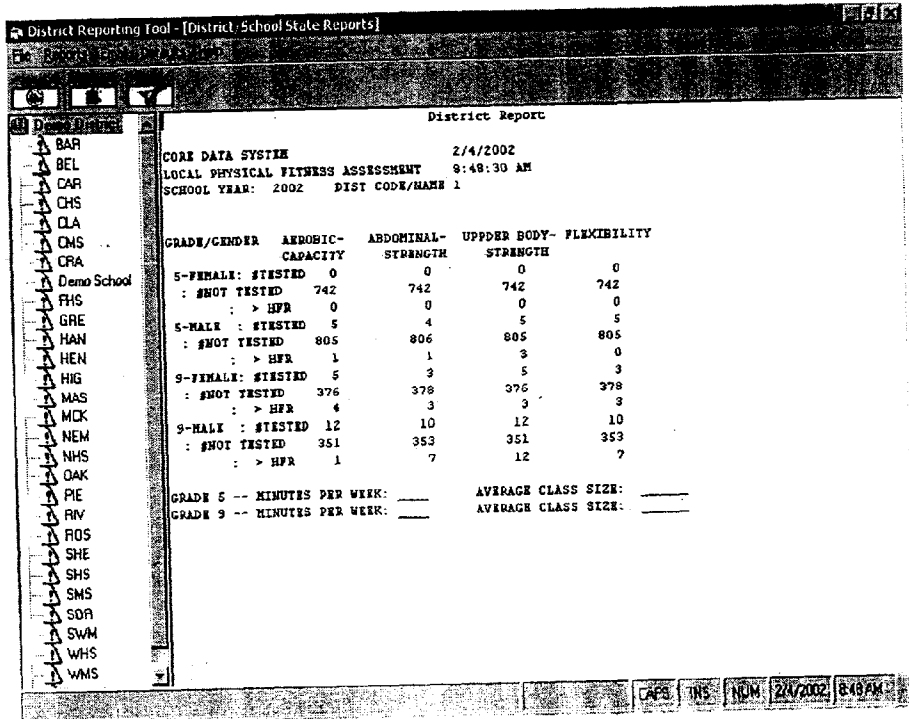 District Reporting Tool - [District/School State Reports]
File
Demo District
BAR
BEL
CAR
CHS
CLA
CMS
CRA
Demo School
FHS
GRE
HAN
HEN
HIG
MAS
MCK
NEM
NHS
OAK
PIE
RIV
ROS
SHE
SHS
SMS
SOR
SWM
WHS
WMS
District Report
CORE DATA SYSTEM 2/4/2002
LOCAL PHYSICAL FITNESS ASSESSMENT 8:48:30 AM
SCHOOL YEAR: 2002 DIST CODE/NAME 1
GRADE/GENDER AEROBIC- ABDOMINAL- UPPDER BODY- FLEXIBILITY
CAPACITY STRENGTH STRENGTH
5-FEMALE: #TESTED 0 0 0 0
: #NOT TESTED 742 742 742 742
: > HFR 0 0 0 0
5-MALE : #TESTED 5 4 5 5
: #NOT TESTED 805 806 805 805
: > HFR 1 1 3 0
9-FEMALE: #TESTED 5 3 5 3
: #NOT TESTED 376 378 376 378
: > HFR 4 3 3 3
9-MALE : #TESTED 12 10 12 10
: #NOT TESTED 351 353 351 353
: > HFR 1 7 12 7
GRADE 5 -- MINUTES PER WEEK: ____ AVERAGE CLASS SIZE: ______
GRADE 9 -- MINUTES PER WEEK: ____ AVERAGE CLASS SIZE: ______
CAPS INS NUM 2/4/2002 8:48 AM